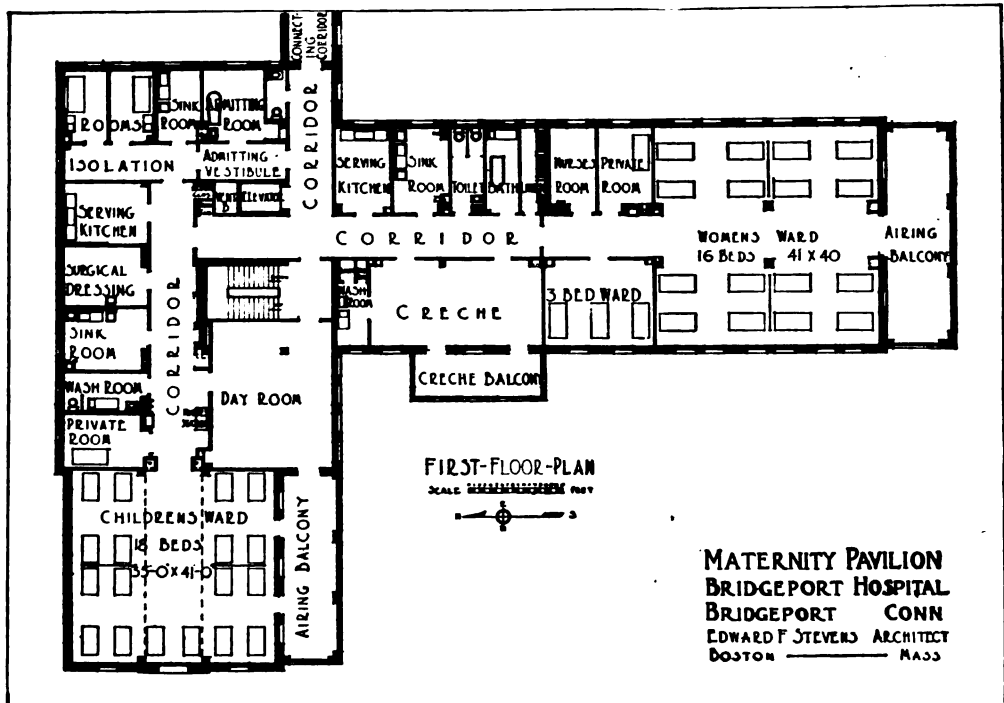 CONNECT-
ING
CORRIDOR
ROOMS
SINK
ROOM
ADMITTING
ROOM
CORRIDOR
ISOLATION
ADMITTING
VESTIBULE
SERVING
KITCHEN
SINK
ROOM
TOILET
BATH
NURSES
ROOM
PRIVATE
ROOM
SERVING
KITCHEN
VENT
ELEVATOR
CORRIDOR
WOMENS WARD
16 BEDS 41 X 40
AIRING
BALCONY
SURGICAL
DRESSING
CORRIDOR
WASH
ROOM
CRECHE
3 BED WARD
SINK
ROOM
WASH ROOM
DAY ROOM
CRECHE BALCONY
PRIVATE
ROOM
FIRST-FLOOR-PLAN
SCALE FEET
N S
CHILDRENS WARD
18 BEDS
35-0 X 41-0
AIRING BALCONY
MATERNITY PAVILION
BRIDGEPORT HOSPITAL
BRIDGEPORT CONN
EDWARD F STEVENS ARCHITECT
BOSTON MASS